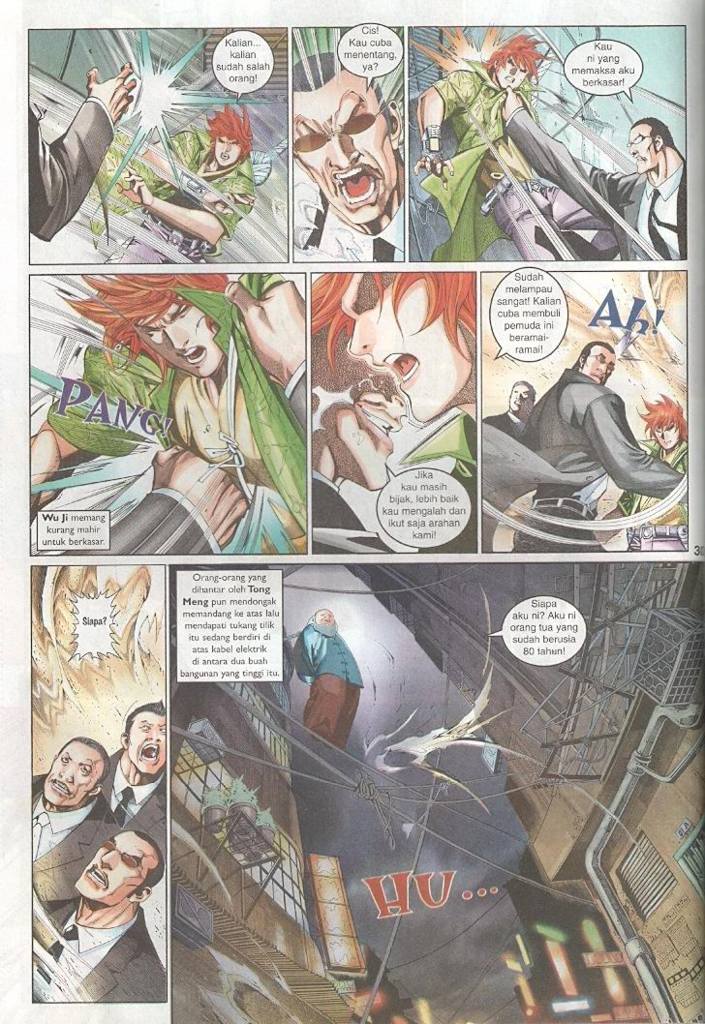 Kalian...
kalian
sudah salah
orang!
Cis!
Kau cuba
menentang,
ya?
Kau
ni yang
memaksa aku
berkasar!
PANG!
Wu Ji memang
kurang mahir
untuk berkasar.
Jika
kau masih
bijak, lebih baik
kau mengalah dan
ikut saja arahan
kami!
Sudah
melampau
sangat! Kalian
cuba membuli
pemuda ini
beramai-
ramai!
Ah!
Siapa?
Orang-orang yang
dihantar oleh Tong
Meng pun mendongak
memandang ke atas lalu
mendapati tukang tilik
itu sedang berdiri di
atas kabel elektrik
di antara dua buah
bangunan yang tinggi itu.
Siapa
aku ni? Aku ni
orang tua yang
sudah berusia
80 tahun!
HU...